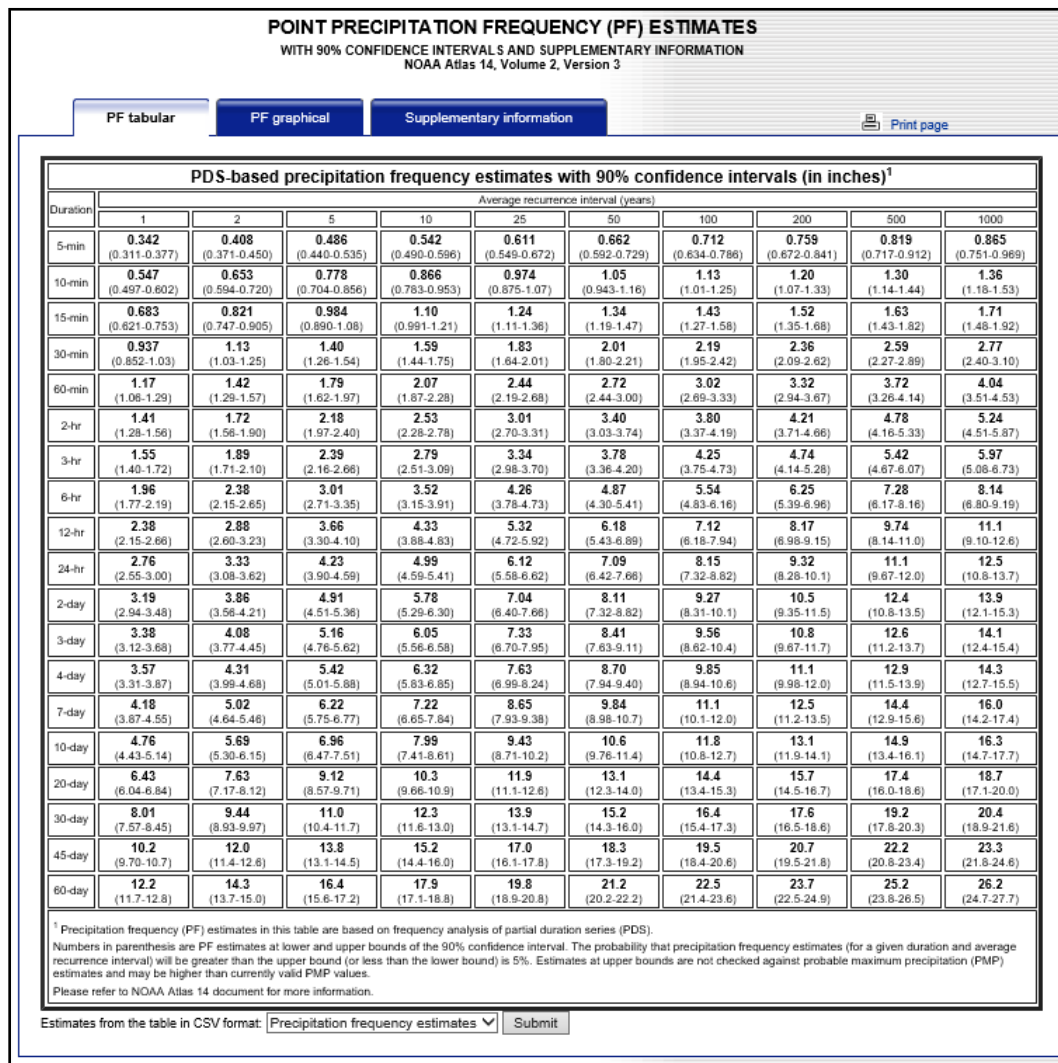 POINT PRECIPITATION FREQUENCY (PF) ESTIMATES
WITH 90% CONFIDENCE INTERVALS AND SUPPLEMENTARY INFORMATION
NOAA Atlas 14, Volume 2, Version 3
PF tabular PF graphical Supplementary information Print page
PDS-based precipitation frequency estimates with 90% confidence intervals (in inches)1
Duration Average recurrence interval (years)
1 2 5 10 25 50 100 200 500 1000
5-min 0.342 0.408 0.486 0.542 0.611 0.662 0.712 0.759 0.819 0.865
(0.311-0.377) (0.371-0.450) (0.440-0.535) (0.490-0.596) (0.549-0.672) (0.592-0.729) (0.634-0.786) (0.672-0.841) (0.717-0.912) (0.751-0.969)
10-min 0.547 0.653 0.778 0.866 0.974 1.05 1.13 1.20 1.30 1.36
(0.497-0.602) (0.594-0.720) (0.704-0.856) (0.783-0.953) (0.875-1.07) (0.943-1.16) (1.01-1.25) (1.07-1.33) (1.14-1.44) (1.18-1.53)
15-min 0.683 0.821 0.984 1.10 1.24 1.34 1.43 1.52 1.63 1.71
(0.621-0.753) (0.747-0.905) (0.890-1.08) (0.991-1.21) (1.11-1.36) (1.19-1.47) (1.27-1.58) (1.35-1.68) (1.43-1.82) (1.48-1.92)
30-min 0.937 1.13 1.40 1.59 1.83 2.01 2.19 2.36 2.59 2.77
(0.852-1.03) (1.03-1.25) (1.26-1.54) (1.44-1.75) (1.64-2.01) (1.80-2.21) (1.95-2.42) (2.09-2.62) (2.27-2.89) (2.40-3.10)
60-min 1.17 1.42 1.79 2.07 2.44 2.72 3.02 3.32 3.72 4.04
(1.06-1.29) (1.29-1.57) (1.62-1.97) (1.87-2.28) (2.19-2.68) (2.44-3.00) (2.69-3.33) (2.94-3.67) (3.26-4.14) (3.51-4.53)
2-hr 1.41 1.72 2.18 2.53 3.01 3.40 3.80 4.21 4.78 5.24
(1.28-1.56) (1.56-1.90) (1.97-2.40) (2.28-2.78) (2.70-3.31) (3.03-3.74) (3.37-4.19) (3.71-4.66) (4.16-5.33) (4.51-5.87)
3-hr 1.55 1.89 2.39 2.79 3.34 3.78 4.25 4.74 5.42 5.97
(1.40-1.72) (1.71-2.10) (2.16-2.66) (2.51-3.09) (2.98-3.70) (3.36-4.20) (3.75-4.73) (4.14-5.28) (4.67-6.07) (5.08-6.73)
6-hr 1.96 2.38 3.01 3.52 4.26 4.87 5.54 6.25 7.28 8.14
(1.77-2.19) (2.15-2.65) (2.71-3.35) (3.15-3.91) (3.78-4.73) (4.30-5.41) (4.83-6.16) (5.39-6.96) (6.17-8.16) (6.80-9.19)
12-hr 2.38 2.88 3.66 4.33 5.32 6.18 7.12 8.17 9.74 11.1
(2.15-2.66) (2.60-3.23) (3.30-4.10) (3.88-4.83) (4.72-5.92) (5.43-6.89) (6.18-7.94) (6.98-9.15) (8.14-11.0) (9.10-12.6)
24-hr 2.76 3.33 4.23 4.99 6.12 7.09 8.15 9.32 11.1 12.5
(2.55-3.00) (3.08-3.62) (3.90-4.59) (4.59-5.41) (5.58-6.62) (6.42-7.66) (7.32-8.82) (8.28-10.1) (9.67-12.0) (10.8-13.7)
2-day 3.19 3.86 4.91 5.78 7.04 8.11 9.27 10.5 12.4 13.9
(2.94-3.48) (3.56-4.21) (4.51-5.36) (5.29-6.30) (6.40-7.66) (7.32-8.82) (8.31-10.1) (9.35-11.5) (10.8-13.5) (12.1-15.3)
3-day 3.38 4.08 5.16 6.05 7.33 8.41 9.56 10.8 12.6 14.1
(3.12-3.68) (3.77-4.45) (4.76-5.62) (5.56-6.58) (6.70-7.95) (7.63-9.11) (8.62-10.4) (9.67-11.7) (11.2-13.7) (12.4-15.4)
4-day 3.57 4.31 5.42 6.32 7.63 8.70 9.85 11.1 12.9 14.3
(3.31-3.87) (3.99-4.68) (5.01-5.88) (5.83-6.85) (6.99-8.24) (7.94-9.40) (8.94-10.6) (9.98-12.0) (11.5-13.9) (12.7-15.5)
7-day 4.18 5.02 6.22 7.22 8.65 9.84 11.1 12.5 14.4 16.0
(3.87-4.55) (4.64-5.46) (5.75-6.77) (6.65-7.84) (7.93-9.38) (8.98-10.7) (10.1-12.0) (11.2-13.5) (12.9-15.6) (14.2-17.4)
10-day 4.76 5.69 6.96 7.99 9.43 10.6 11.8 13.1 14.9 16.3
(4.43-5.14) (5.30-6.15) (6.47-7.51) (7.41-8.61) (8.71-10.2) (9.76-11.4) (10.8-12.7) (11.9-14.1) (13.4-16.1) (14.7-17.7)
20-day 6.43 7.63 9.12 10.3 11.9 13.1 14.4 15.7 17.4 18.7
(6.04-6.84) (7.17-8.12) (8.57-9.71) (9.66-10.9) (11.1-12.6) (12.3-14.0) (13.4-15.3) (14.5-16.7) (16.0-18.6) (17.1-20.0)
30-day 8.01 9.44 11.0 12.3 13.9 15.2 16.4 17.6 19.2 20.4
(7.57-8.45) (8.93-9.97) (10.4-11.7) (11.6-13.0) (13.1-14.7) (14.3-16.0) (15.4-17.3) (16.5-18.6) (17.8-20.3) (18.9-21.6)
45-day 10.2 12.0 13.8 15.2 17.0 18.3 19.5 20.7 22.2 23.3
(9.70-10.7) (11.4-12.6) (13.1-14.5) (14.4-16.0) (16.1-17.8) (17.3-19.2) (18.4-20.6) (19.5-21.8) (20.8-23.4) (21.8-24.6)
60-day 12.2 14.3 16.4 17.9 19.8 21.2 22.5 23.7 25.2 26.2
(11.7-12.8) (13.7-15.0) (15.6-17.2) (17.1-18.8) (18.9-20.8) (20.2-22.2) (21.4-23.6) (22.5-24.9) (23.8-26.5) (24.7-27.7)
1 Precipitation frequency (PF) estimates in this table are based on frequency analysis of partial duration series (PDS).
Numbers in parenthesis are PF estimates at lower and upper bounds of the 90% confidence interval. The probability that precipitation frequency estimates (for a given duration and average
recurrence interval) will be greater than the upper bound (or less than the lower bound) is 5%. Estimates at upper bounds are not checked against probable maximum precipitation (PMP)
estimates and may be higher than currently valid PMP values.
Please refer to NOAA Atlas 14 document for more information.
Estimates from the table in CSV format: Precipitation frequency estimates Submit